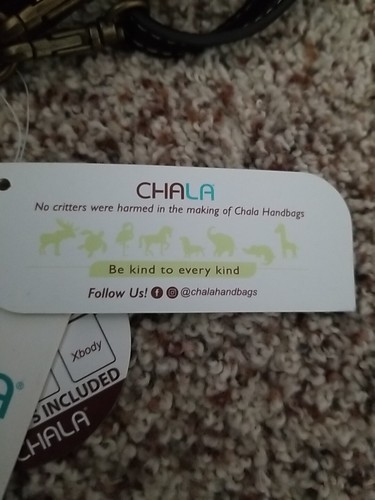 CHALA
No critters were harmed in the making of Chala Handbags
Be kind to every kind
Follow Us! @chalahandbags
Xbody
S INCLUDED
CHALA